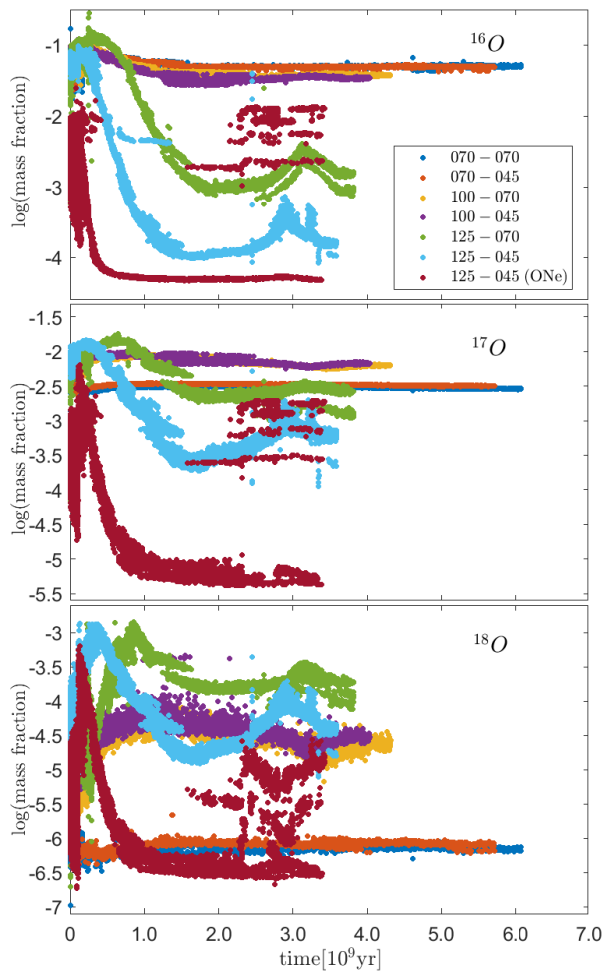 16O
log(mass fraction)
-1
-2
-3
-4
070 − 070
070 − 045
100 − 070
100 − 045
125 − 070
125 − 045
125 − 045 (ONe)
17O
log(mass fraction)
-1.5
-2
-2.5
-3
-3.5
-4
-4.5
-5
-5.5
18O
log(mass fraction)
-3
-3.5
-4
-4.5
-5
-5.5
-6
-6.5
-7
0 1.0 2.0 3.0 4.0 5.0 6.0 7.0
time[10⁹yr]